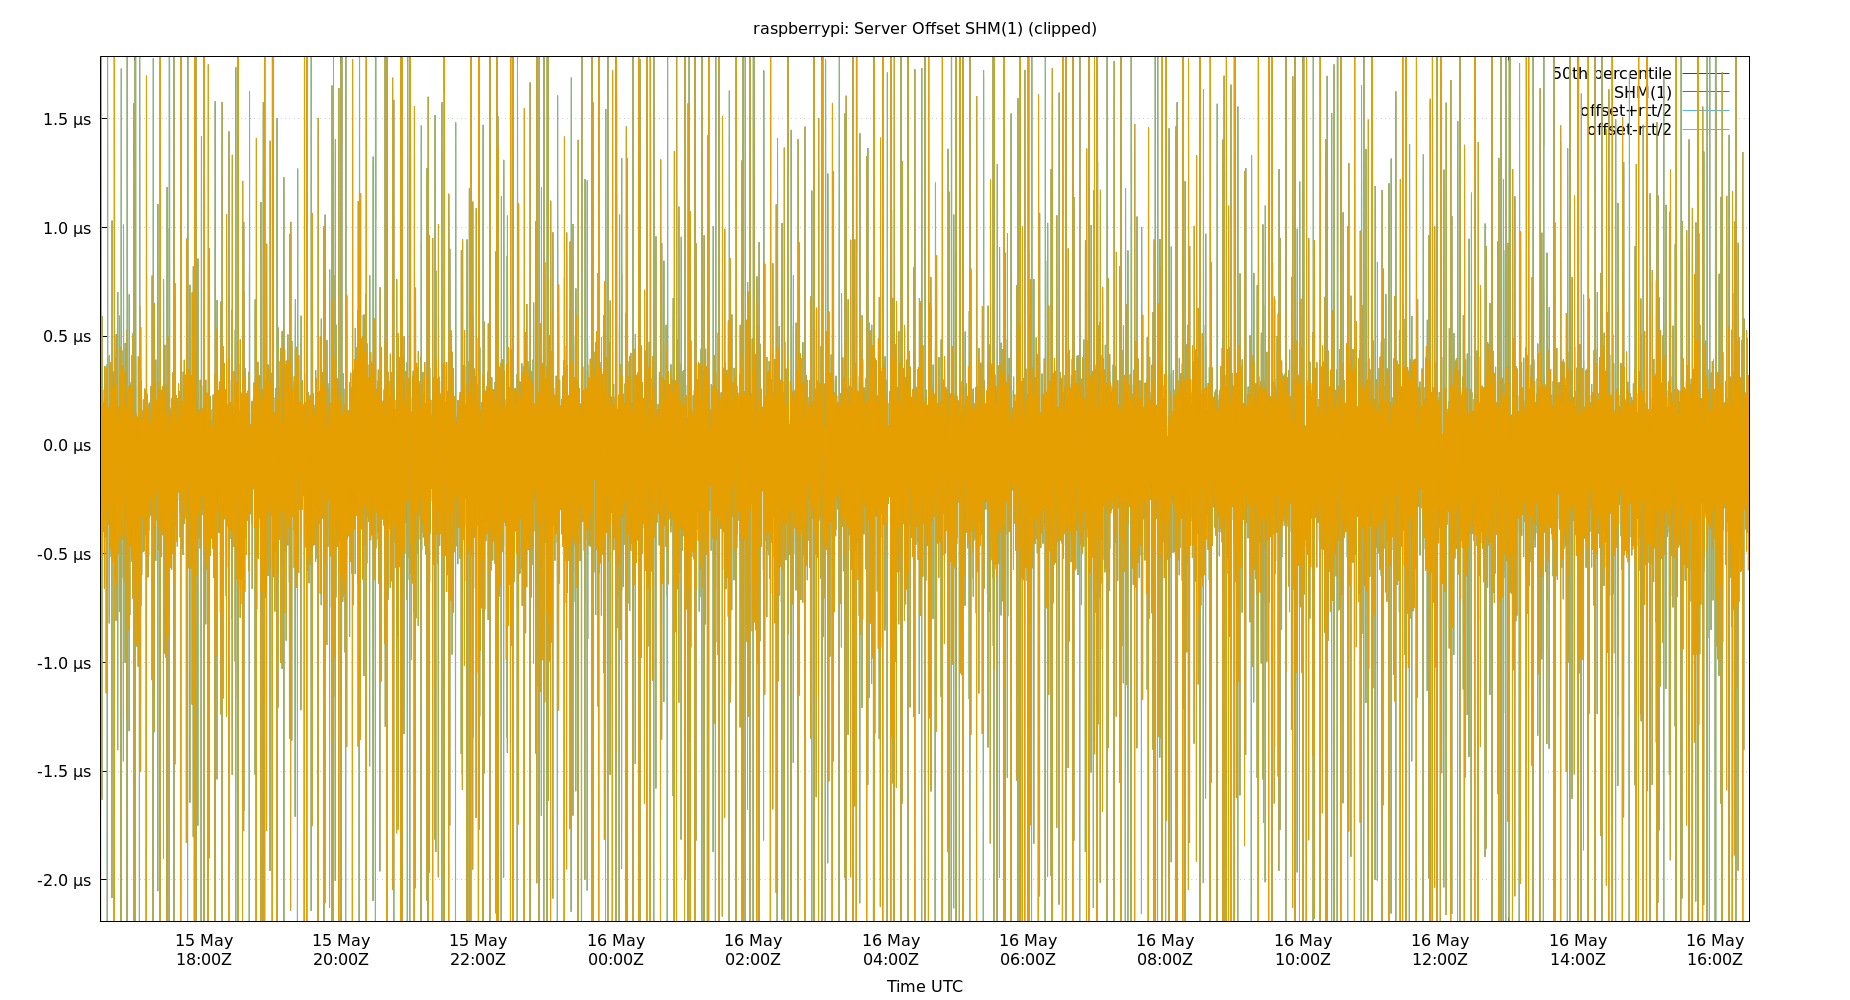 raspberrypi: Server Offset SHM(1) (clipped)
50th percentile
SHM(1)
offset+rtt/2
offset-rtt/2
1.5 µs
1.0 µs
0.5 µs
0.0 µs
-0.5 µs
-1.0 µs
-1.5 µs
-2.0 µs
15 May 15 May 15 May 16 May 16 May 16 May 16 May 16 May 16 May 16 May 16 May 16 May
18:00Z 20:00Z 22:00Z 00:00Z 02:00Z 04:00Z 06:00Z 08:00Z 10:00Z 12:00Z 14:00Z 16:00Z
Time UTC